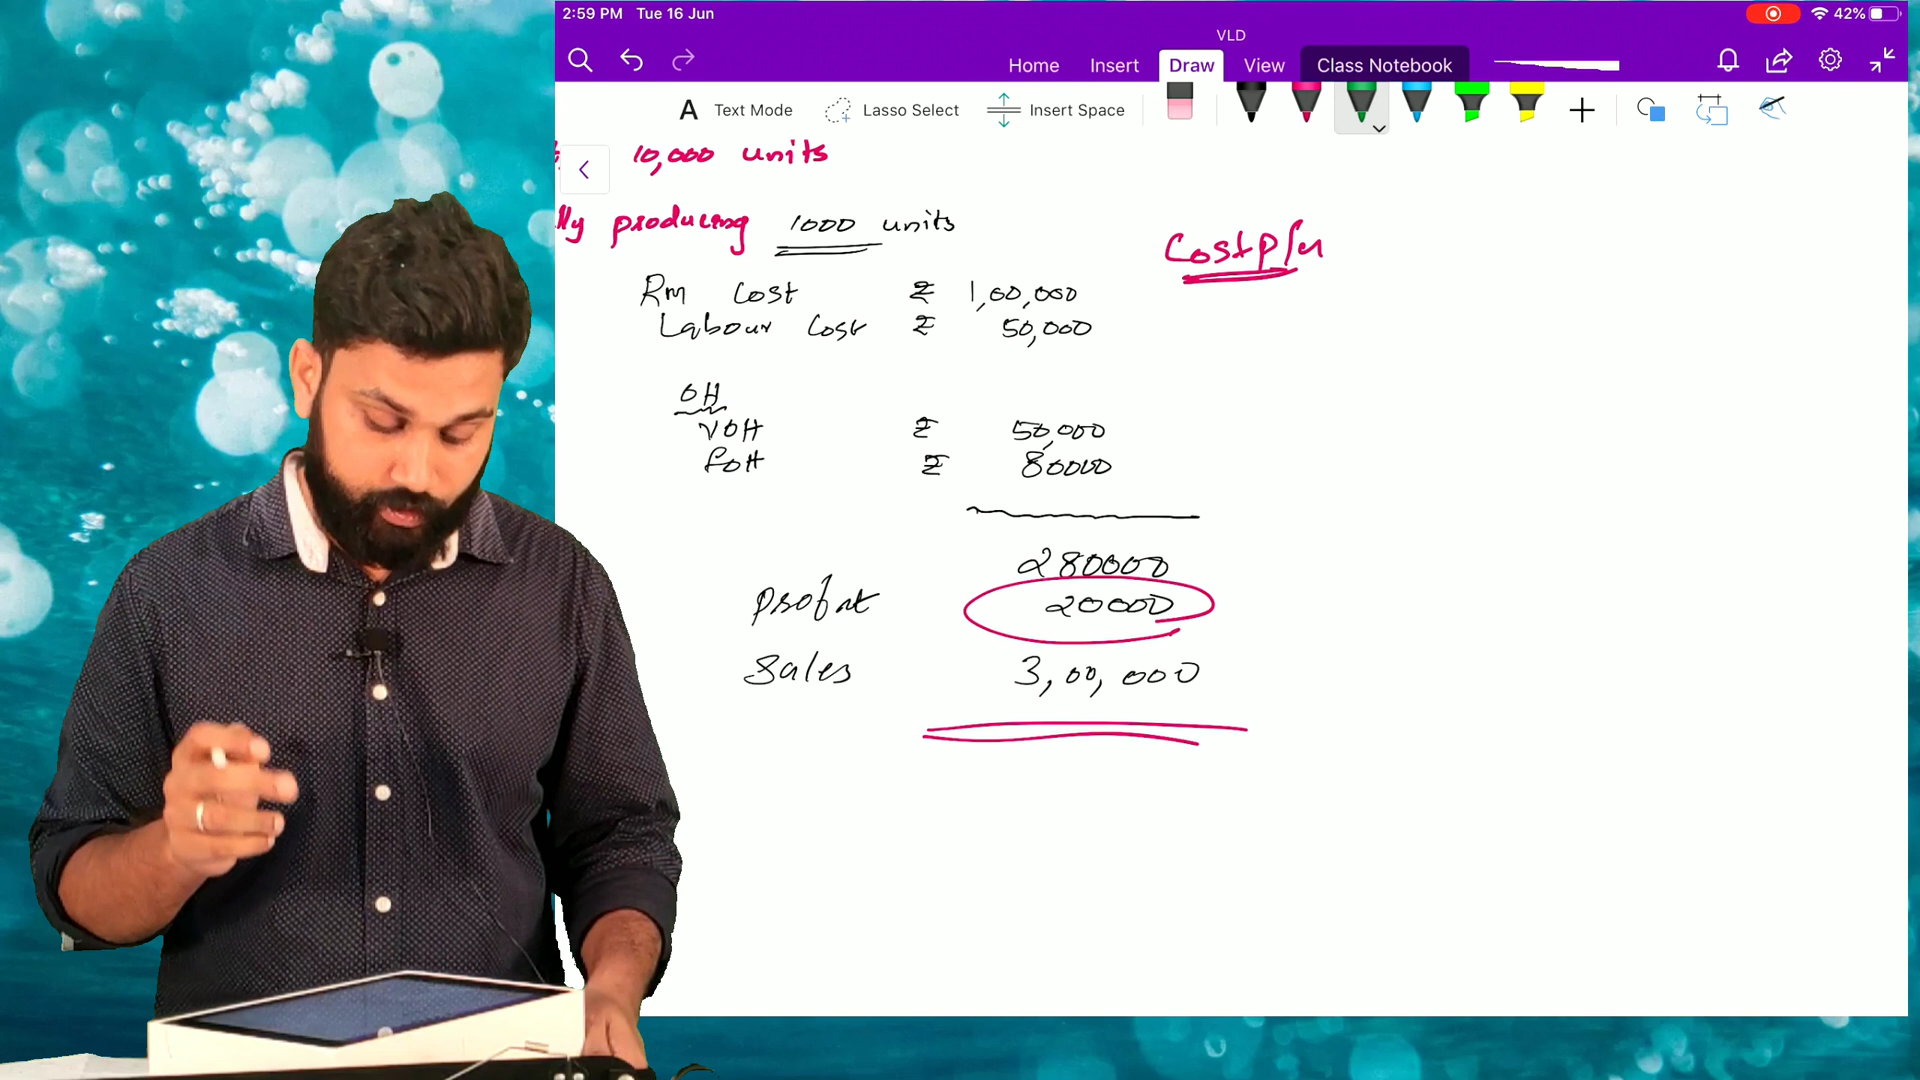 2:59 PM Tue 16 Jun 42%
VLD
Home Insert Draw View Class Notebook
A Text Mode Lasso Select Insert Space
10,000 units
lly producing 1000 units
Cost p/u
Rm Cost ₹ 1,00,000
Labour Cost ₹ 50,000
OH
VOH ₹ 50,000
FOH ₹ 80000
280000
Profit 20000
Sales 3,00,000